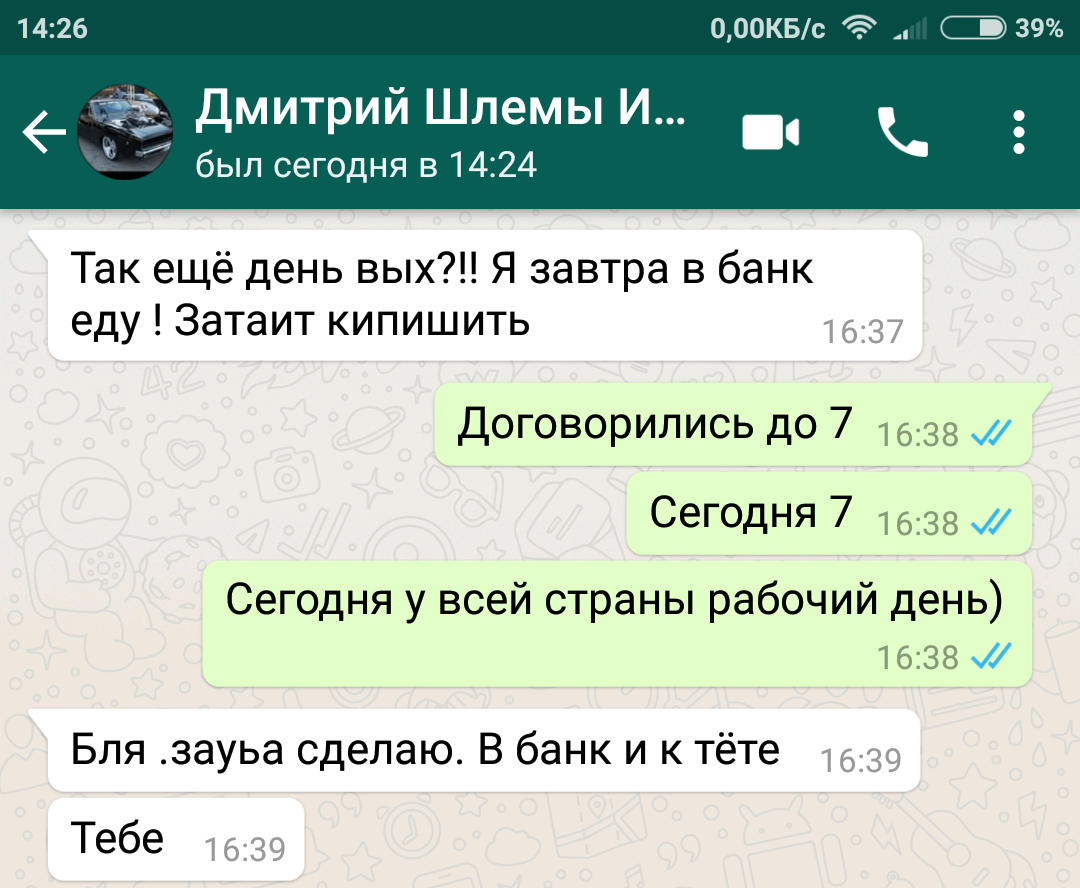 14:26 0,00КБ/с 39%
Дмитрий Шлемы И...
был сегодня в 14:24
Так ещё день вых?!! Я завтра в банк
еду ! Затаит кипишить 16:37
Договорились до 7 16:38
Сегодня 7 16:38
Сегодня у всей страны рабочий день)
16:38
Бля .зауьа сделаю. В банк и к тёте 16:39
Тебе 16:39